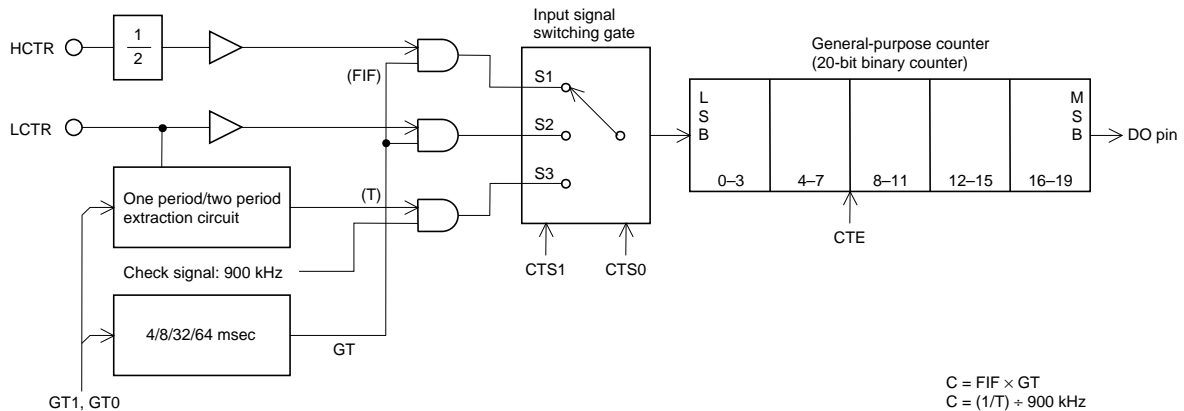 Input signal
switching gate
General-purpose counter
(20-bit binary counter)
HCTR
1
2
(FIF)
S1
L
S
B
M
S
B
LCTR
S2
DO pin
S3
0–3
4–7
8–11
12–15
16–19
One period/two period
extraction circuit
(T)
CTE
Check signal: 900 kHz
CTS1
CTS0
4/8/32/64 msec
GT
GT1, GT0
C = FIF × GT
C = (1/T) ÷ 900 kHz